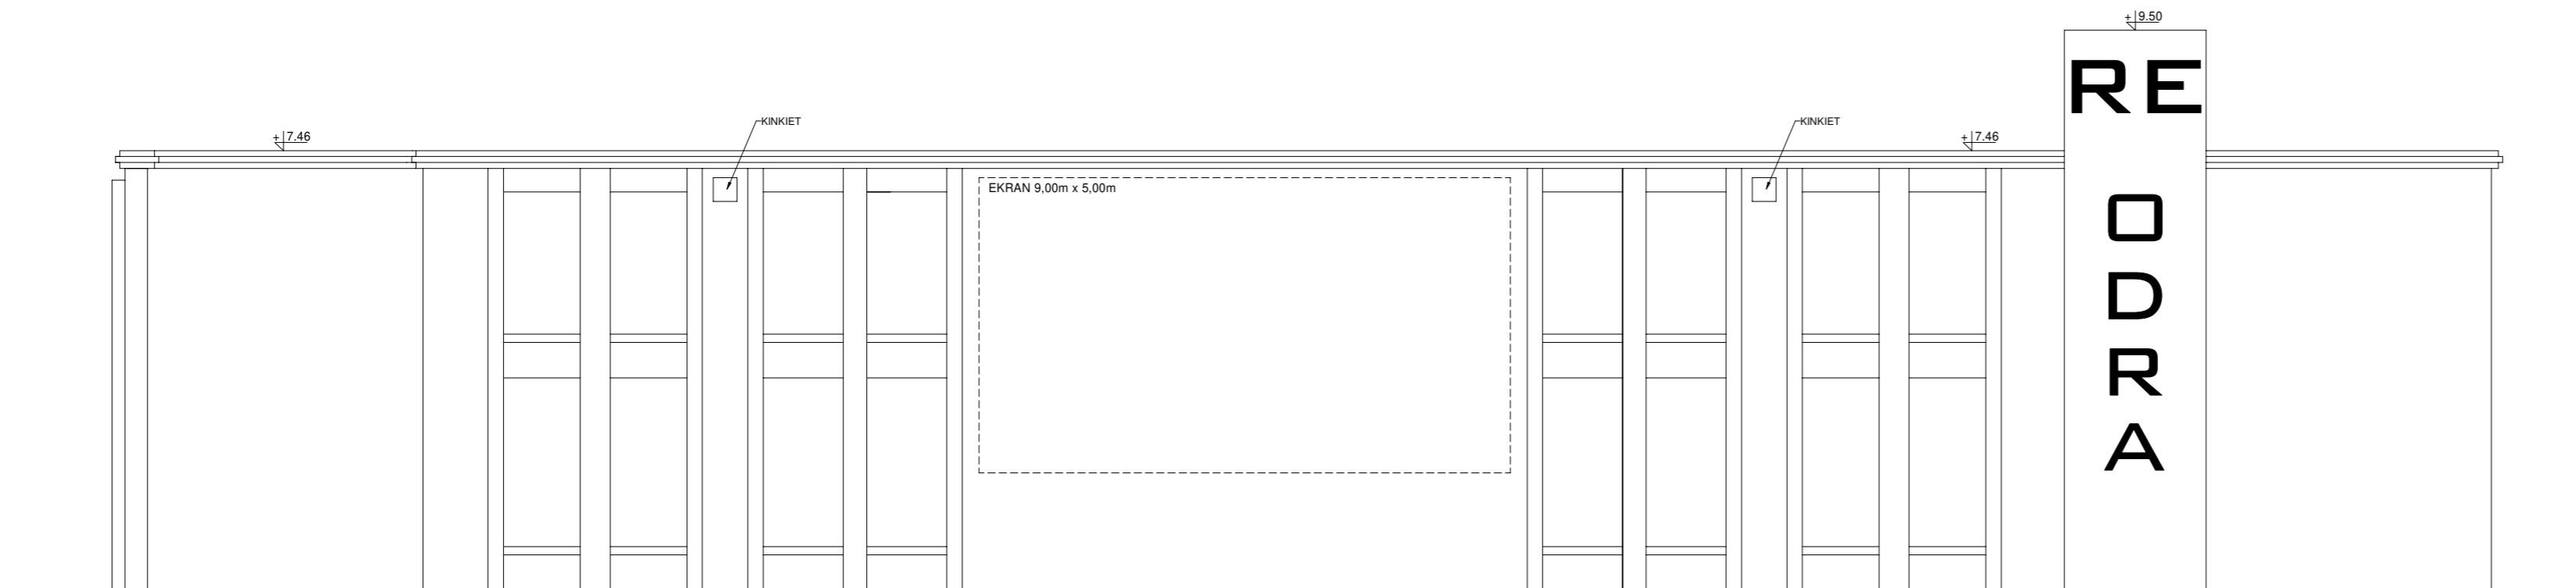 +9.50
RE
KINKIET
KINKIET
+7.46
+7.46
EKRAN 9,00m x 5,00m
O
D
R
A